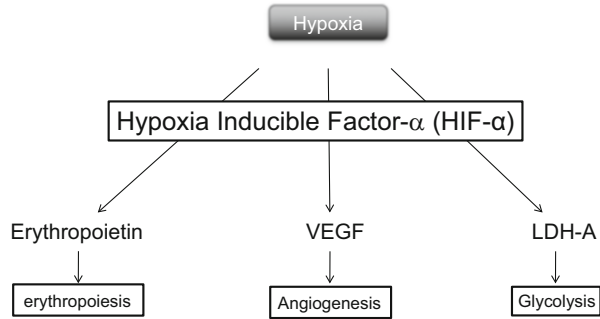 Hypoxia
Hypoxia Inducible Factor-α (HIF-α)
Erythropoietin VEGF LDH-A
erythropoiesis Angiogenesis Glycolysis